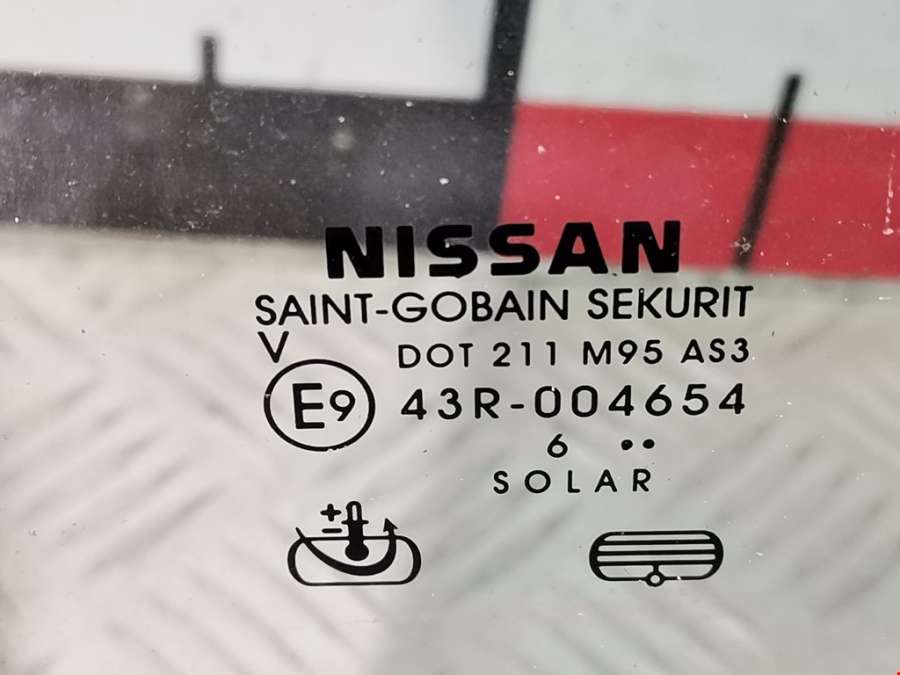 NISSAN
SAINT-GOBAIN SEKURIT
V
DOT 211 M95 AS3
E9 43R-004654
6 ••
SOLAR